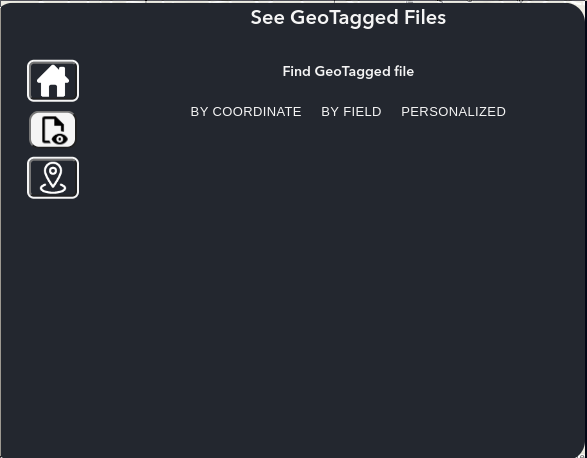 See GeoTagged Files
Find GeoTagged file
BY COORDINATE BY FIELD PERSONALIZED